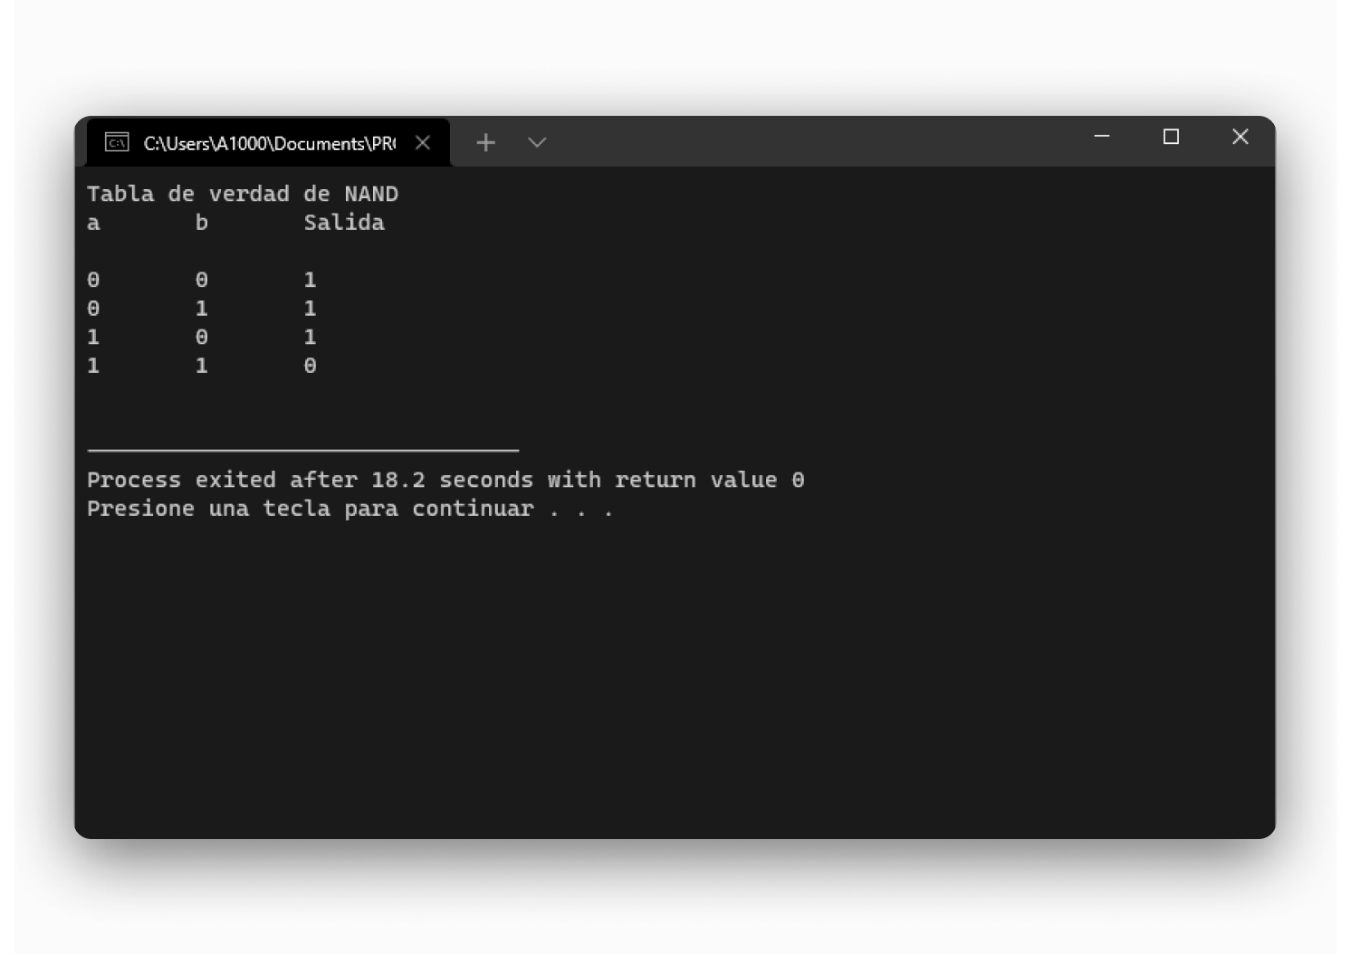 C:\Users\A1000\Documents\PR
Tabla de verdad de NAND
a b Salida
0 0 1
0 1 1
1 0 1
1 1 0
Process exited after 18.2 seconds with return value 0
Presione una tecla para continuar . . .